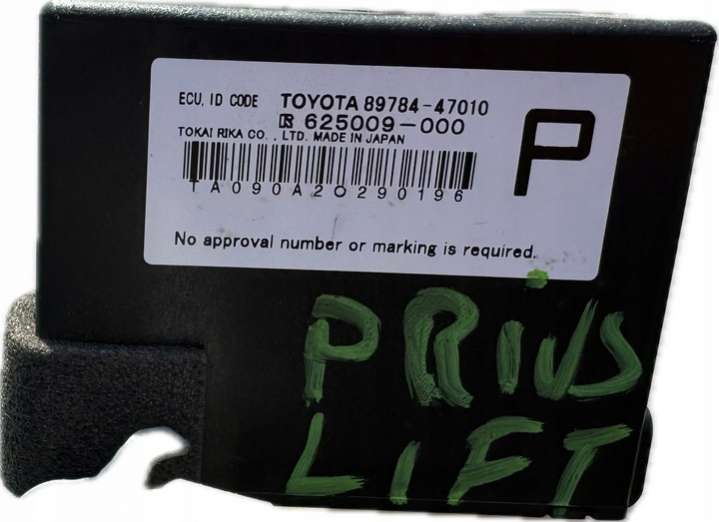 ECU, ID CODE TOYOTA 89784-47010
625009-000
TOKAI RIKA CO., LTD. MADE IN JAPAN
P
TA090A20290196
No approval number or marking is required.
PRiUS
LIFT